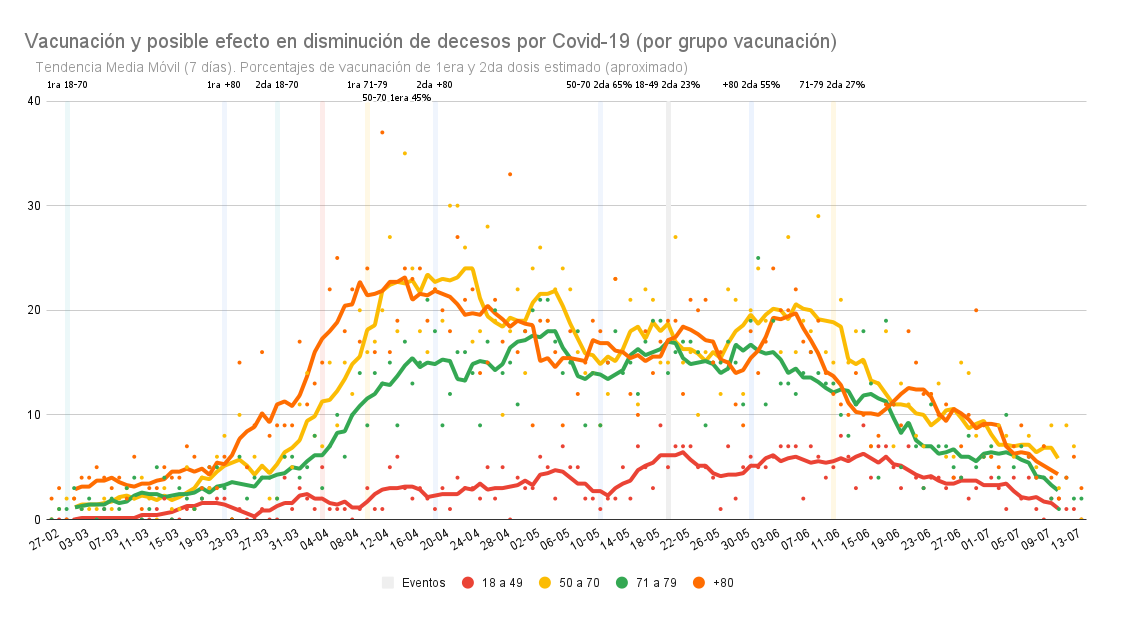 Vacunación y posible efecto en disminución de decesos por Covid-19 (por grupo vacunación)
Tendencia Media Móvil (7 días). Porcentajes de vacunación de 1era y 2da dosis estimado (aproximado)
1ra 18-70 1ra +80 2da 18-70 1ra 71-79 2da +80 50-70 2da 65% 18-49 2da 23% +80 2da 55% 71-79 2da 27%
50-70 1era 45%
40
30
20
10
0
27-02 03-03 07-03 11-03 15-03 19-03 23-03 27-03 31-03 04-04 08-04 12-04 16-04 20-04 24-04 28-04 02-05 06-05 10-05 14-05 18-05 22-05 26-05 30-05 03-06 07-06 11-06 15-06 19-06 23-06 27-06 01-07 05-07 09-07 13-07
Eventos 18 a 49 50 a 70 71 a 79 +80